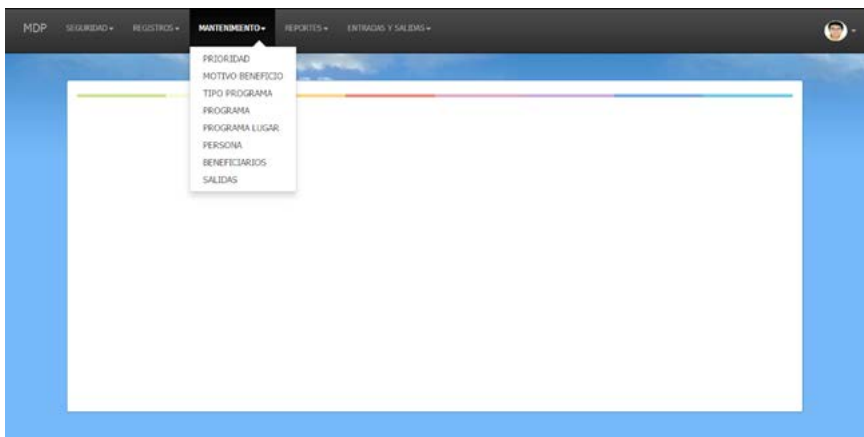 MDP SEGURIDAD REGISTROS MANTENIMIENTO REPORTES ENTRADAS Y SALIDAS
PRIORIDAD
MOTIVO BENEFICIO
TIPO PROGRAMA
PROGRAMA
PROGRAMA LUGAR
PERSONA
BENEFICIARIOS
SALIDAS